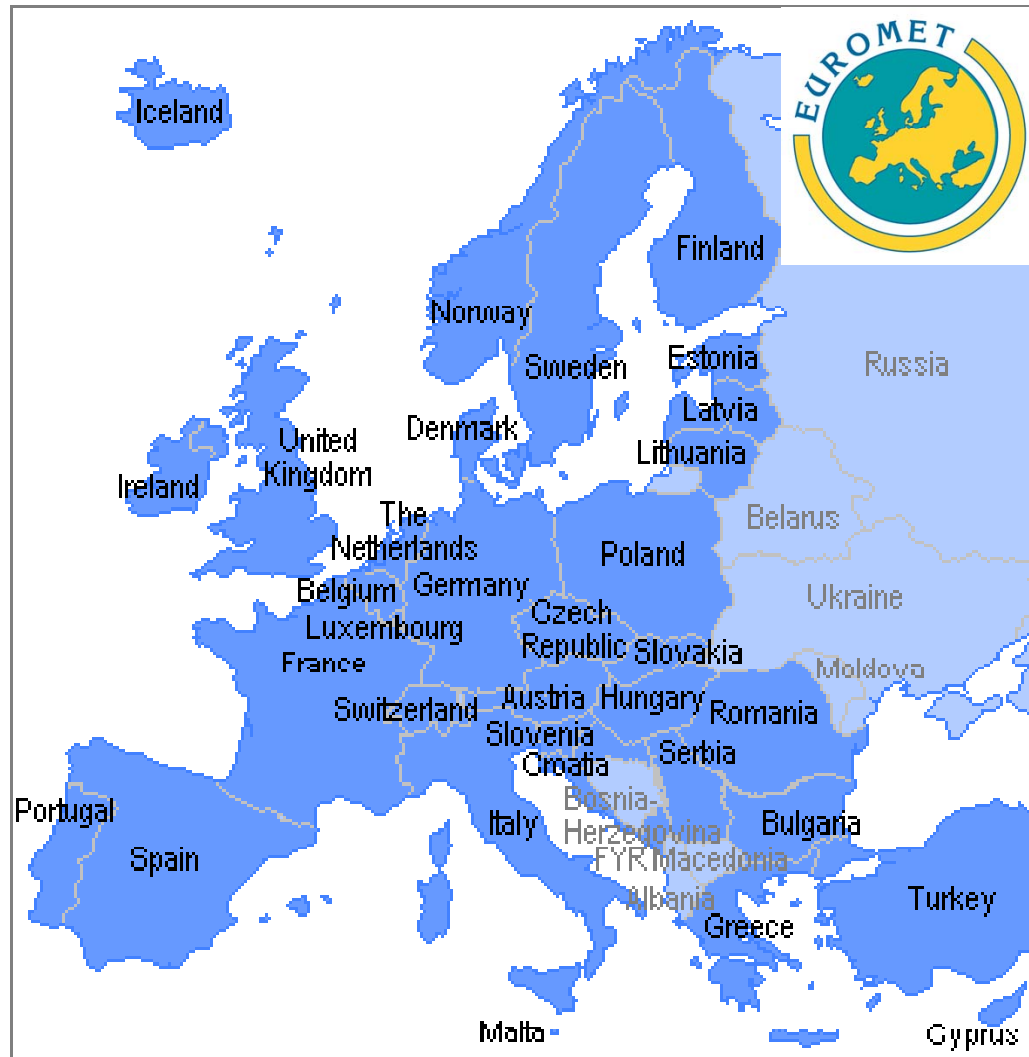 EUROMET
Iceland
Finland
Norway
Sweden
Estonia
Russia
Latvia
Denmark
United
Kingdom
Lithuania
Ireland
The
Netherlands
Belarus
Poland
Belgium
Germany
Ukraine
Czech
Republic
Luxembourg
Slovakia
France
Moldova
Switzerland
Austria
Hungary
Romania
Slovenia
Serbia
Croatia
Bosnia-
Herzegovina
Portugal
Italy
Bulgaria
Spain
FYR Macedonia
Albania
Turkey
Greece
Malta
Cyprus